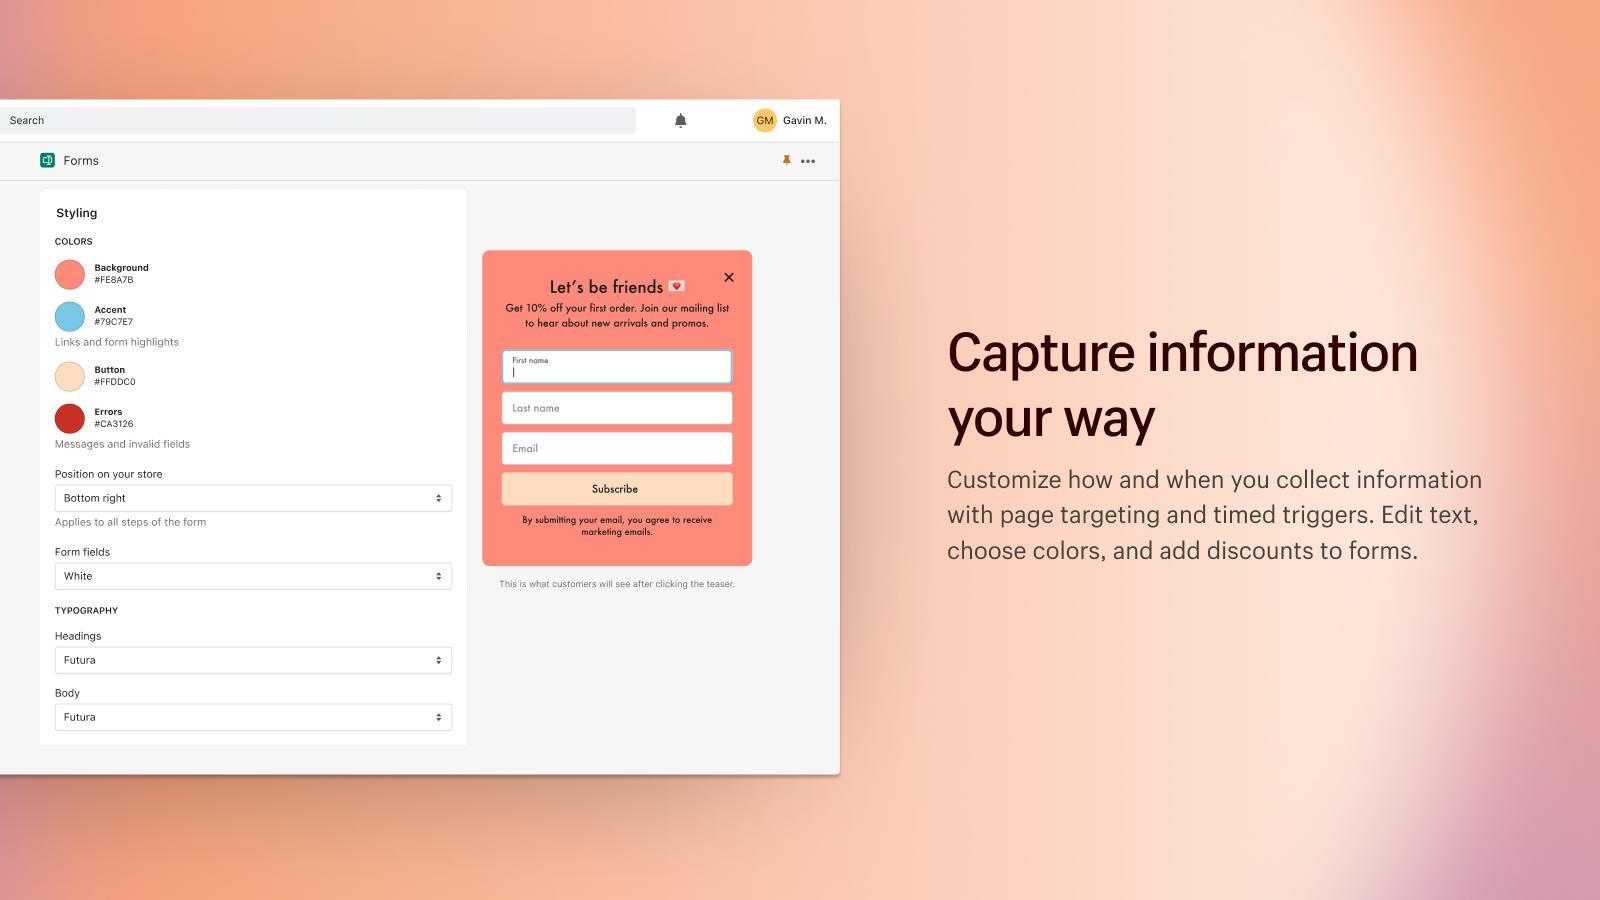 Search
GM Gavin M.
Forms
Styling
COLORS
Background
#FE8A7B
Accent
#79C7E7
Links and form highlights
Button
#FFDDC0
Errors
#CA3126
Messages and invalid fields
Position on your store
Bottom right
Applies to all steps of the form
Form fields
White
TYPOGRAPHY
Headings
Futura
Body
Futura
Let's be friends 💌
Get 10% off your first order. Join our mailing list
to hear about new arrivals and promos.
First name
Last name
Email
Subscribe
By submitting your email, you agree to receive
marketing emails.
This is what customers will see after clicking the teaser.
Capture information
your way
Customize how and when you collect information
with page targeting and timed triggers. Edit text,
choose colors, and add discounts to forms.